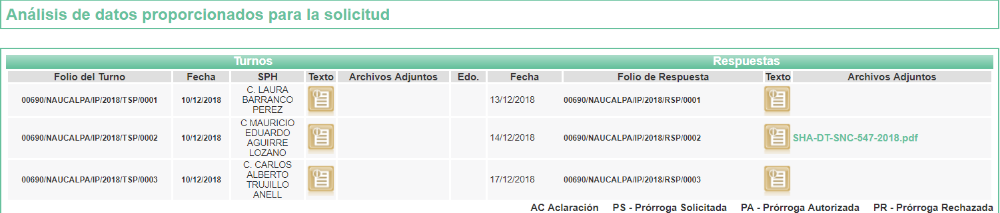 Análisis de datos proporcionados para la solicitud
Turnos Respuestas
Folio del Turno Fecha SPH Texto Archivos Adjuntos Edo. Fecha Folio de Respuesta Texto Archivos Adjuntos
00690/NAUCALPA/IP/2018/TSP/0001 10/12/2018 C. LAURA BARRANCO PEREZ 13/12/2018 00690/NAUCALPA/IP/2018/RSP/0001
00690/NAUCALPA/IP/2018/TSP/0002 10/12/2018 C MAURICIO EDUARDO AGUIRRE LOZANO 14/12/2018 00690/NAUCALPA/IP/2018/RSP/0002 SHA-DT-SNC-547-2018.pdf
00690/NAUCALPA/IP/2018/TSP/0003 10/12/2018 C. CARLOS ALBERTO TRUJILLO ANELL 17/12/2018 00690/NAUCALPA/IP/2018/RSP/0003
AC Aclaración PS - Prórroga Solicitada PA - Prórroga Autorizada PR - Prórroga Rechazada